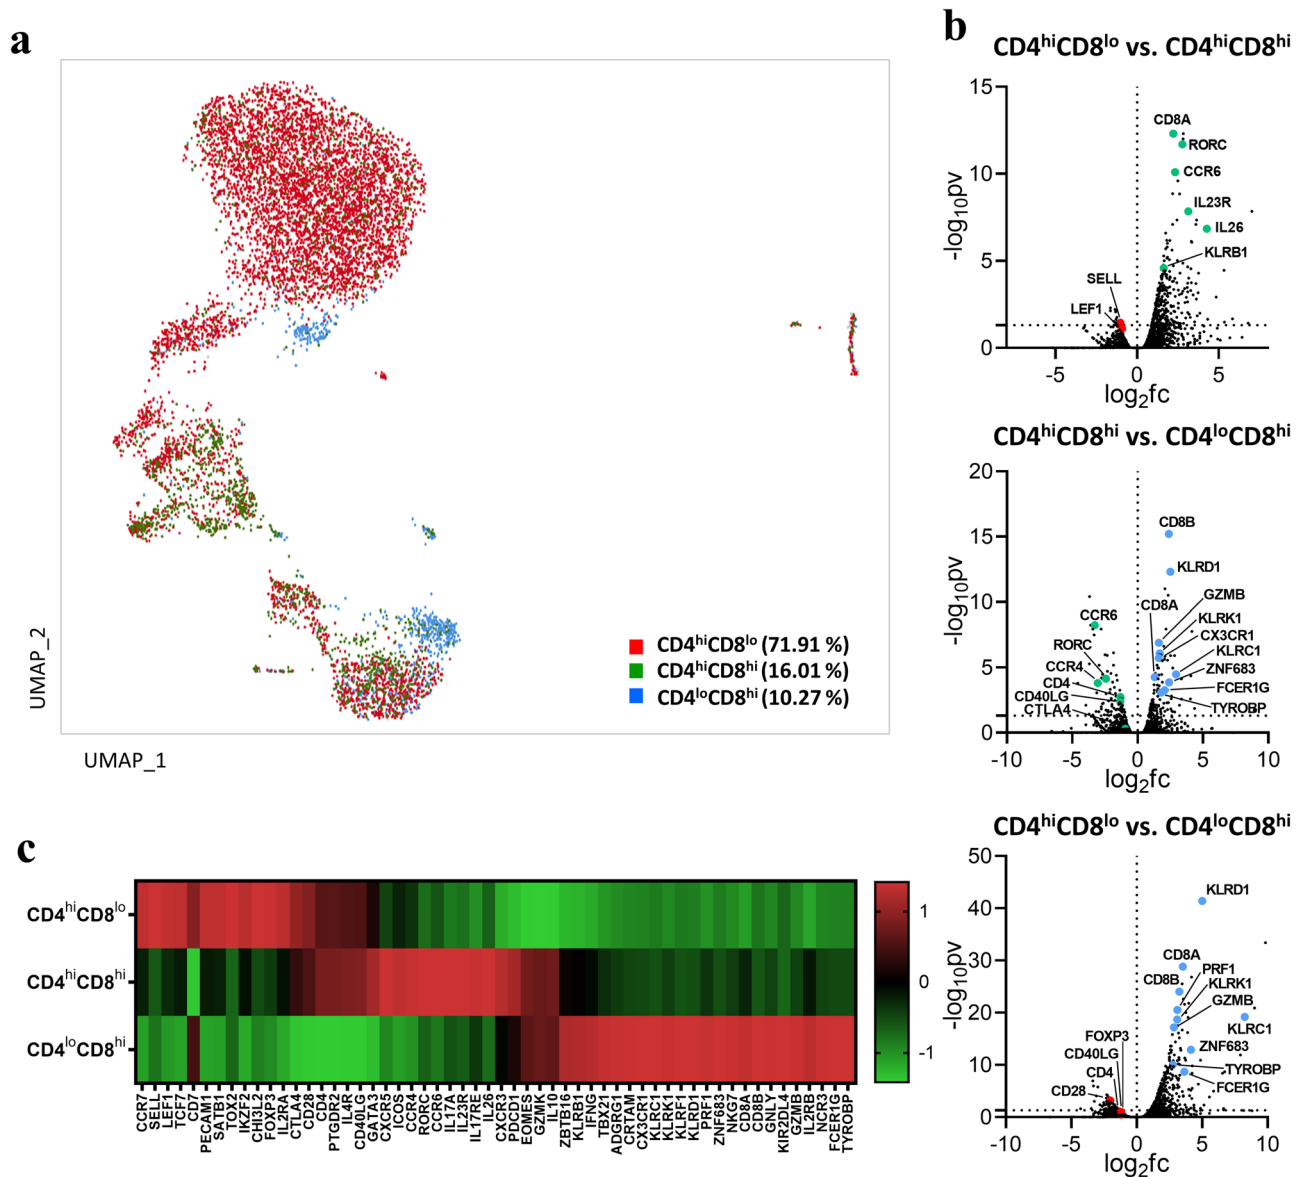 a
UMAP_2
UMAP_1
CD4hiCD8lo (71.91 %)
CD4hiCD8hi (16.01 %)
CD4loCD8hi (10.27 %)
b
CD4hiCD8lo vs. CD4hiCD8hi
15
10
5
0
-log10pv
CD8A
RORC
CCR6
IL23R
IL26
KLRB1
SELL
LEF1
-5 0 5
log2fc
CD4hiCD8hi vs. CD4loCD8hi
20
15
10
5
0
-log10pv
CD8B
KLRD1
GZMB
CD8A
KLRK1
CX3CR1
KLRC1
ZNF683
FCER1G
TYROBP
CCR6
RORC
CCR4
CD4
CD40LG
CTLA4
-10 -5 0 5 10
log2fc
CD4hiCD8lo vs. CD4loCD8hi
50
40
30
20
10
0
-log10pv
KLRD1
CD8A
PRF1
CD8B
KLRK1
GZMB
KLRC1
ZNF683
TYROBP
FCER1G
FOXP3
CD40LG
CD4
CD28
-5 0 5 10
log2fc
c
CD4hiCD8lo
CD4hiCD8hi
CD4loCD8hi
1
0
-1
CCR7
SELL
LEF1
TCF7
CD7
PECAM1
SATB1
TOX2
IKZF2
CHI3L2
FOXP3
IL2RA
CTLA4
CD28
CD4
PTGDR2
IL4R
CD40LG
GATA3
CXCR5
ICOS
CCR4
RORC
CCR6
IL17A
IL23R
IL17RE
IL26
CXCR3
PDCD1
EOMES
GZMK
IL10
ZBTB16
KLRB1
IFNG
TBX21
ADGRG1
CRTAM
CX3CR1
KLRC1
KLRK1
KLRF1
KLRD1
PRF1
ZNF683
NKG7
CD8A
CD8B
GNLY
KIR2DL4
GZMB
IL2RB
NCR3
FCER1G
TYROBP